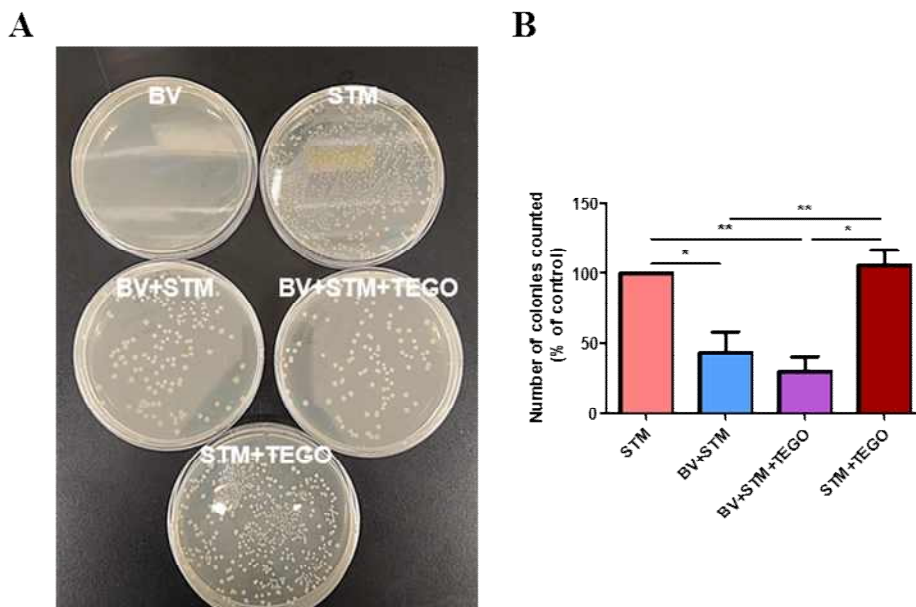 A
BV
STM
BV+STM
BV+STM+TEGO
STM+TEGO
B
Number of colonies counted
(% of control)
150
100
50
0
**
**
*
*
STM
BV+STM
BV+STM+TEGO
STM+TEGO